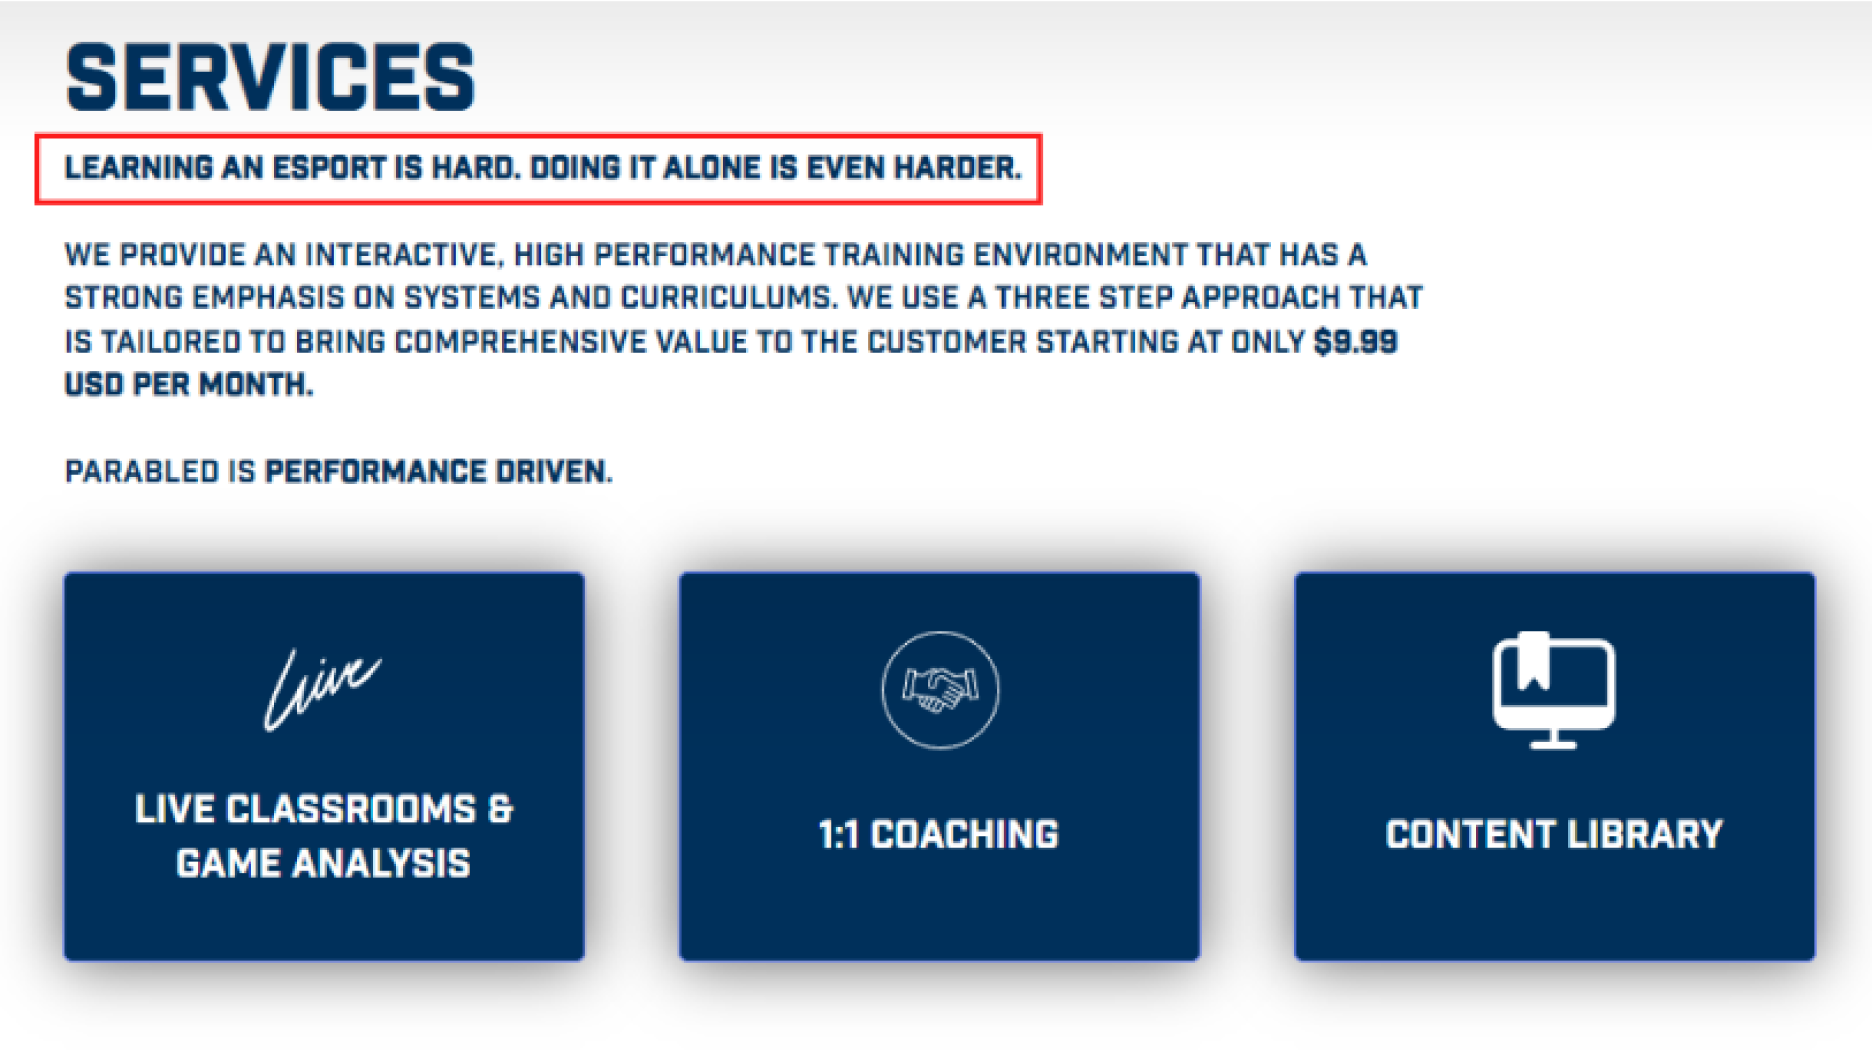 SERVICES
LEARNING AN ESPORT IS HARD. DOING IT ALONE IS EVEN HARDER.
WE PROVIDE AN INTERACTIVE, HIGH PERFORMANCE TRAINING ENVIRONMENT THAT HAS A
STRONG EMPHASIS ON SYSTEMS AND CURRICULUMS. WE USE A THREE STEP APPROACH THAT
IS TAILORED TO BRING COMPREHENSIVE VALUE TO THE CUSTOMER STARTING AT ONLY $9.99
USD PER MONTH.
PARABLED IS PERFORMANCE DRIVEN.
Live
LIVE CLASSROOMS &
GAME ANALYSIS
1:1 COACHING
CONTENT LIBRARY